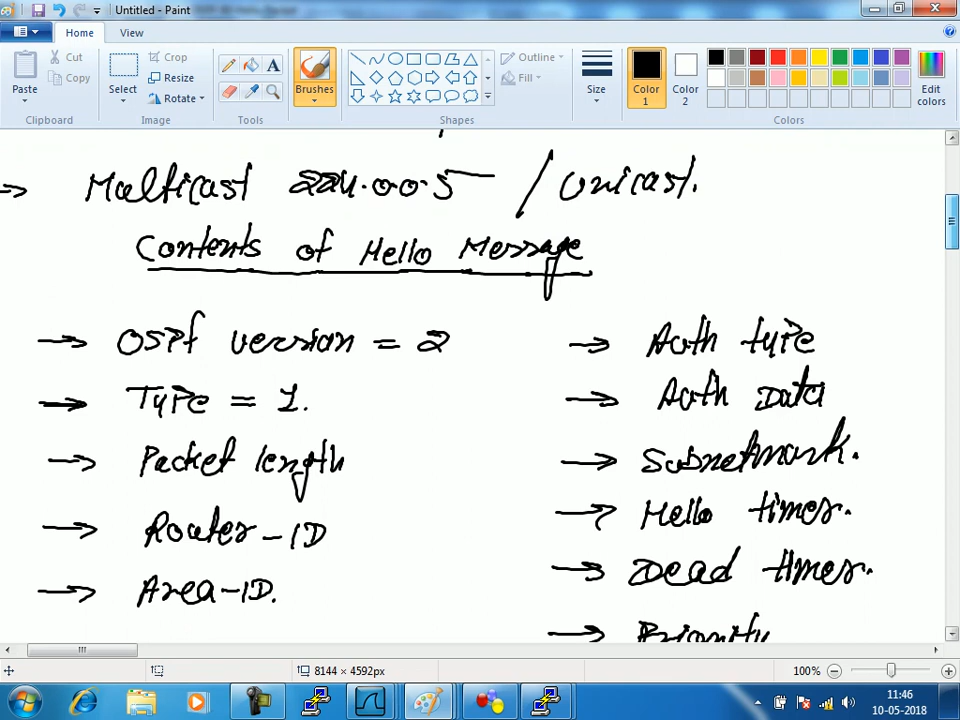 Untitled - Paint
Home
View
Paste
Cut
Copy
Clipboard
Select
Crop
Resize
Rotate
Image
Tools
Brushes
Shapes
Outline
Fill
Size
Color 1
Color 2
Edit colors
Colors
→ Multicast 224.0.0.5 / Unicast.
Contents of Hello Message
→ OSPf version = 2
→ Type = 1.
→ Packet length
→ Router-ID
→ Area-ID.
→ Auth type
→ Auth Data
→ Subnetmask.
→ Hello timer.
→ Dead timer.
→ Priority
8144 × 4592px
100%
11:46
10-05-2018